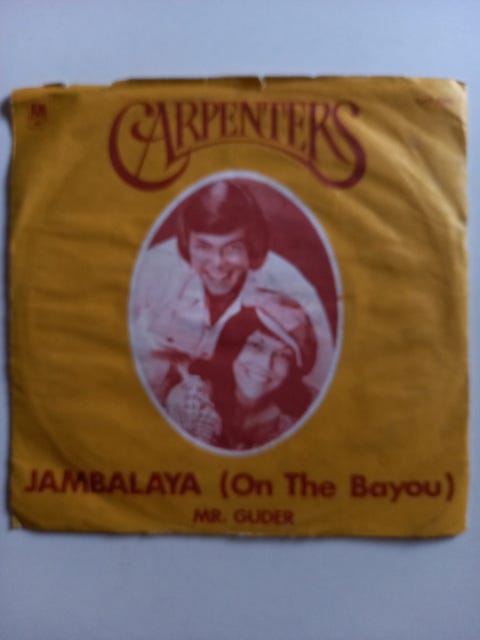 A&M
CARPENTERS
JAMBALAYA (On The Bayou)
MR. GUDER